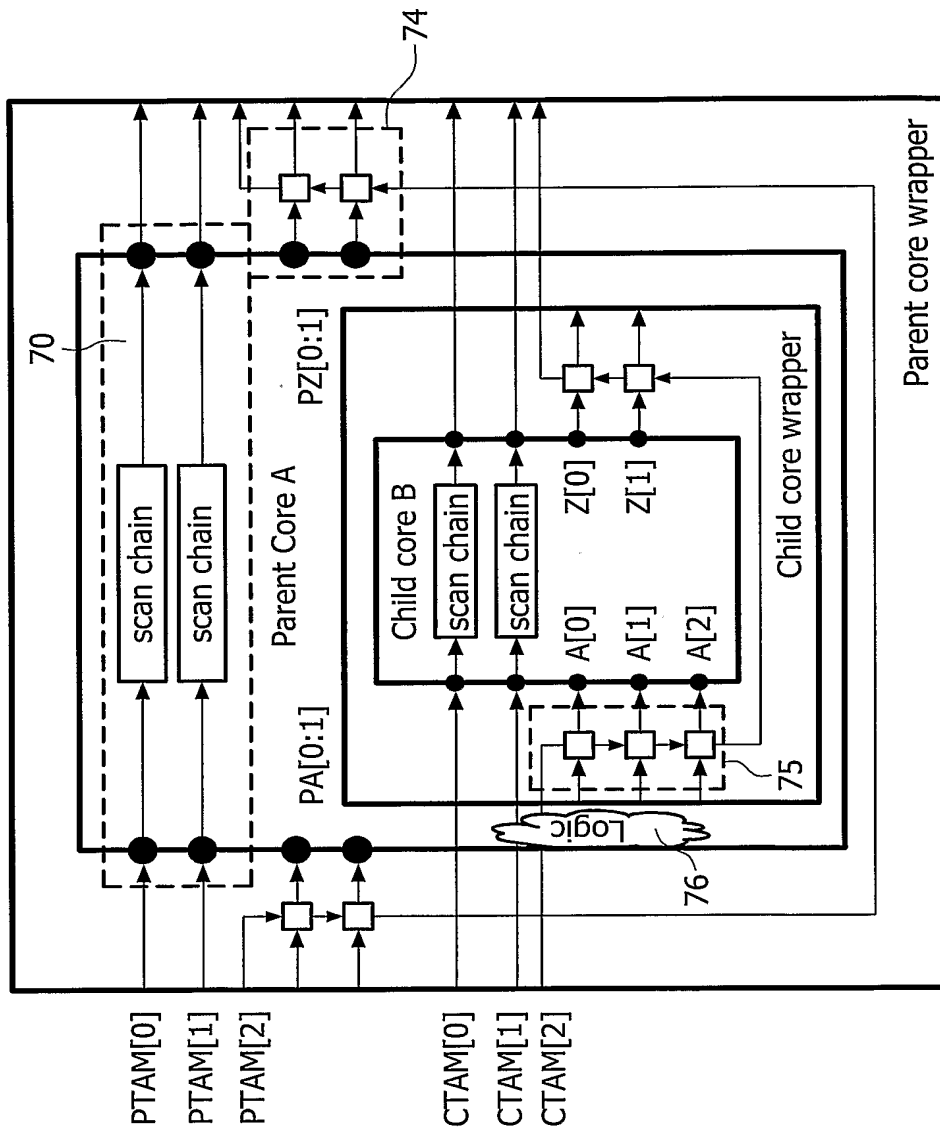 70
74
PTAM[0]
PTAM[1]
PTAM[2]
scan chain
scan chain
Parent Core A
PA[0:1]
PZ[0:1]
CTAM[0]
CTAM[1]
CTAM[2]
Child core B
scan chain
scan chain
A[0]
A[1]
A[2]
Z[0]
Z[1]
Logic
75
76
Child core wrapper
Parent core wrapper